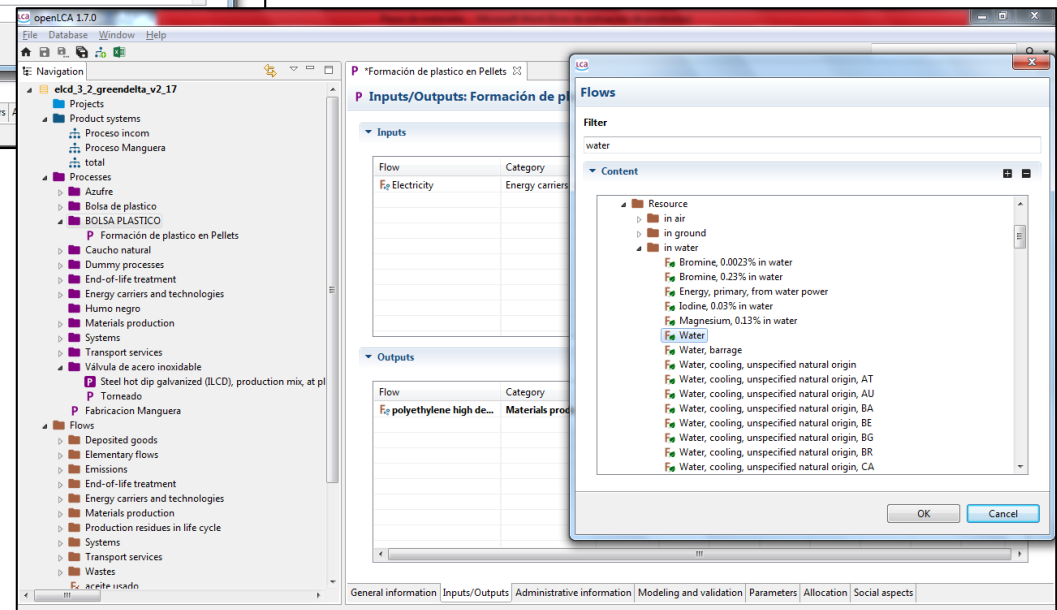 LCA openLCA 1.7.0
File Database Window Help
Navigation
elcd_3_2_greendelta_v2_17
Projects
Product systems
Proceso incom
Proceso Manguera
total
Processes
Azufre
Bolsa de plastico
BOLSA PLASTICO
P Formación de plastico en Pellets
Caucho natural
Dummy processes
End-of-life treatment
Energy carriers and technologies
Humo negro
Materials production
Systems
Transport services
Válvula de acero inoxidable
P Steel hot dip galvanized (ILCD), production mix, at pl
P Torneado
P Fabricacion Manguera
Flows
Deposited goods
Elementary flows
Emissions
End-of-life treatment
Energy carriers and technologies
Materials production
Production residues in life cycle
Systems
Transport services
Wastes
aceite usado
P *Formación de plastico en Pellets
P Inputs/Outputs: Formación de pl
Inputs
Flow Category
Fe Electricity Energy carriers
Outputs
Flow Category
Fe polyethylene high de... Materials prod
General information Inputs/Outputs Administrative information Modeling and validation Parameters Allocation Social aspects
LCA
Flows
Filter
water
Content
Resource
in air
in ground
in water
Bromine, 0.0023% in water
Bromine, 0.23% in water
Energy, primary, from water power
Iodine, 0.03% in water
Magnesium, 0.13% in water
Water
Water, barrage
Water, cooling, unspecified natural origin
Water, cooling, unspecified natural origin, AT
Water, cooling, unspecified natural origin, AU
Water, cooling, unspecified natural origin, BA
Water, cooling, unspecified natural origin, BE
Water, cooling, unspecified natural origin, BG
Water, cooling, unspecified natural origin, BR
Water, cooling, unspecified natural origin, CA
OK Cancel